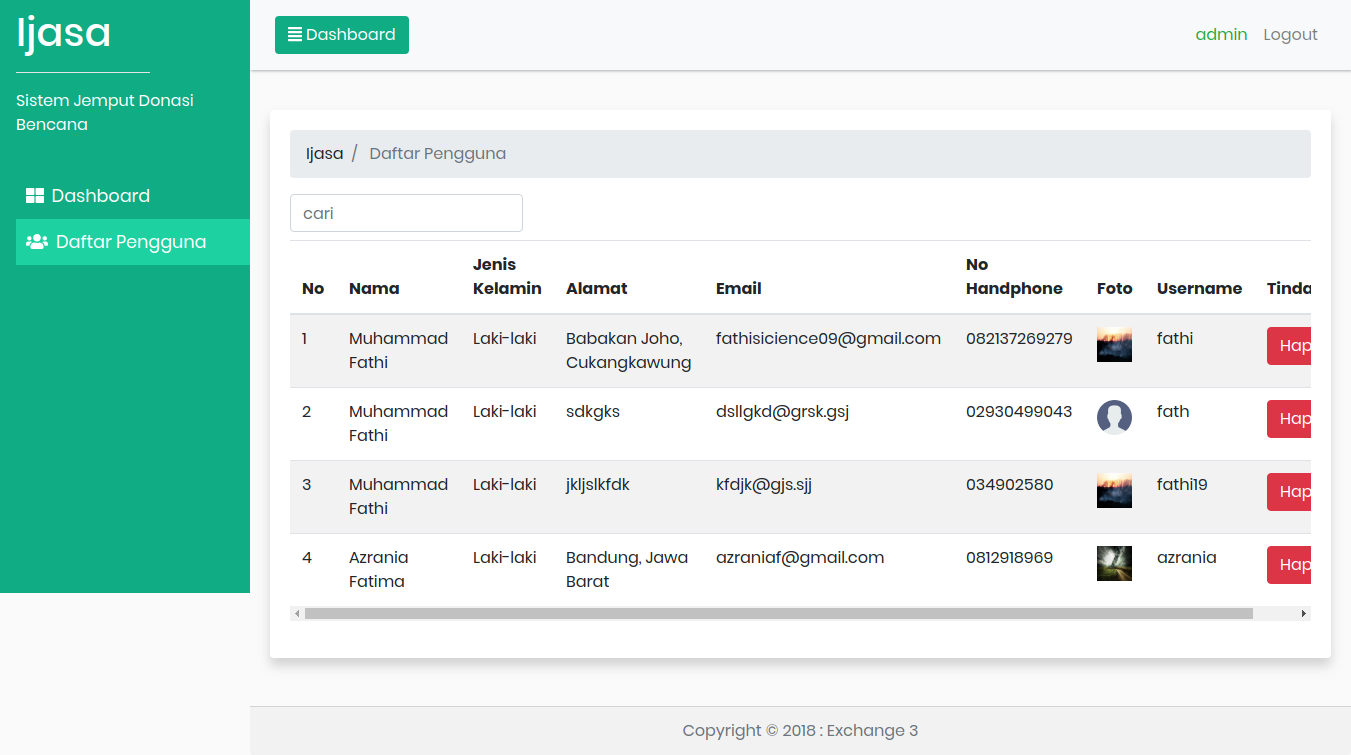 Ijasa
Sistem Jemput Donasi
Bencana
Dashboard
Daftar Pengguna
Dashboard
admin Logout
Ijasa / Daftar Pengguna
cari
No Nama Jenis Kelamin Alamat Email No Handphone Foto Username Tinda
1 Muhammad Fathi Laki-laki Babakan Joho, Cukangkawung fathisicience09@gmail.com 082137269279 fathi Hap
2 Muhammad Fathi Laki-laki sdkgks dsllgkd@grsk.gsj 02930499043 fath Hap
3 Muhammad Fathi Laki-laki jkljslkfdk kfdjk@gjs.sjj 034902580 fathi19 Hap
4 Azrania Fatima Laki-laki Bandung, Jawa Barat azraniaf@gmail.com 0812918969 azrania Hap
Copyright © 2018 : Exchange 3